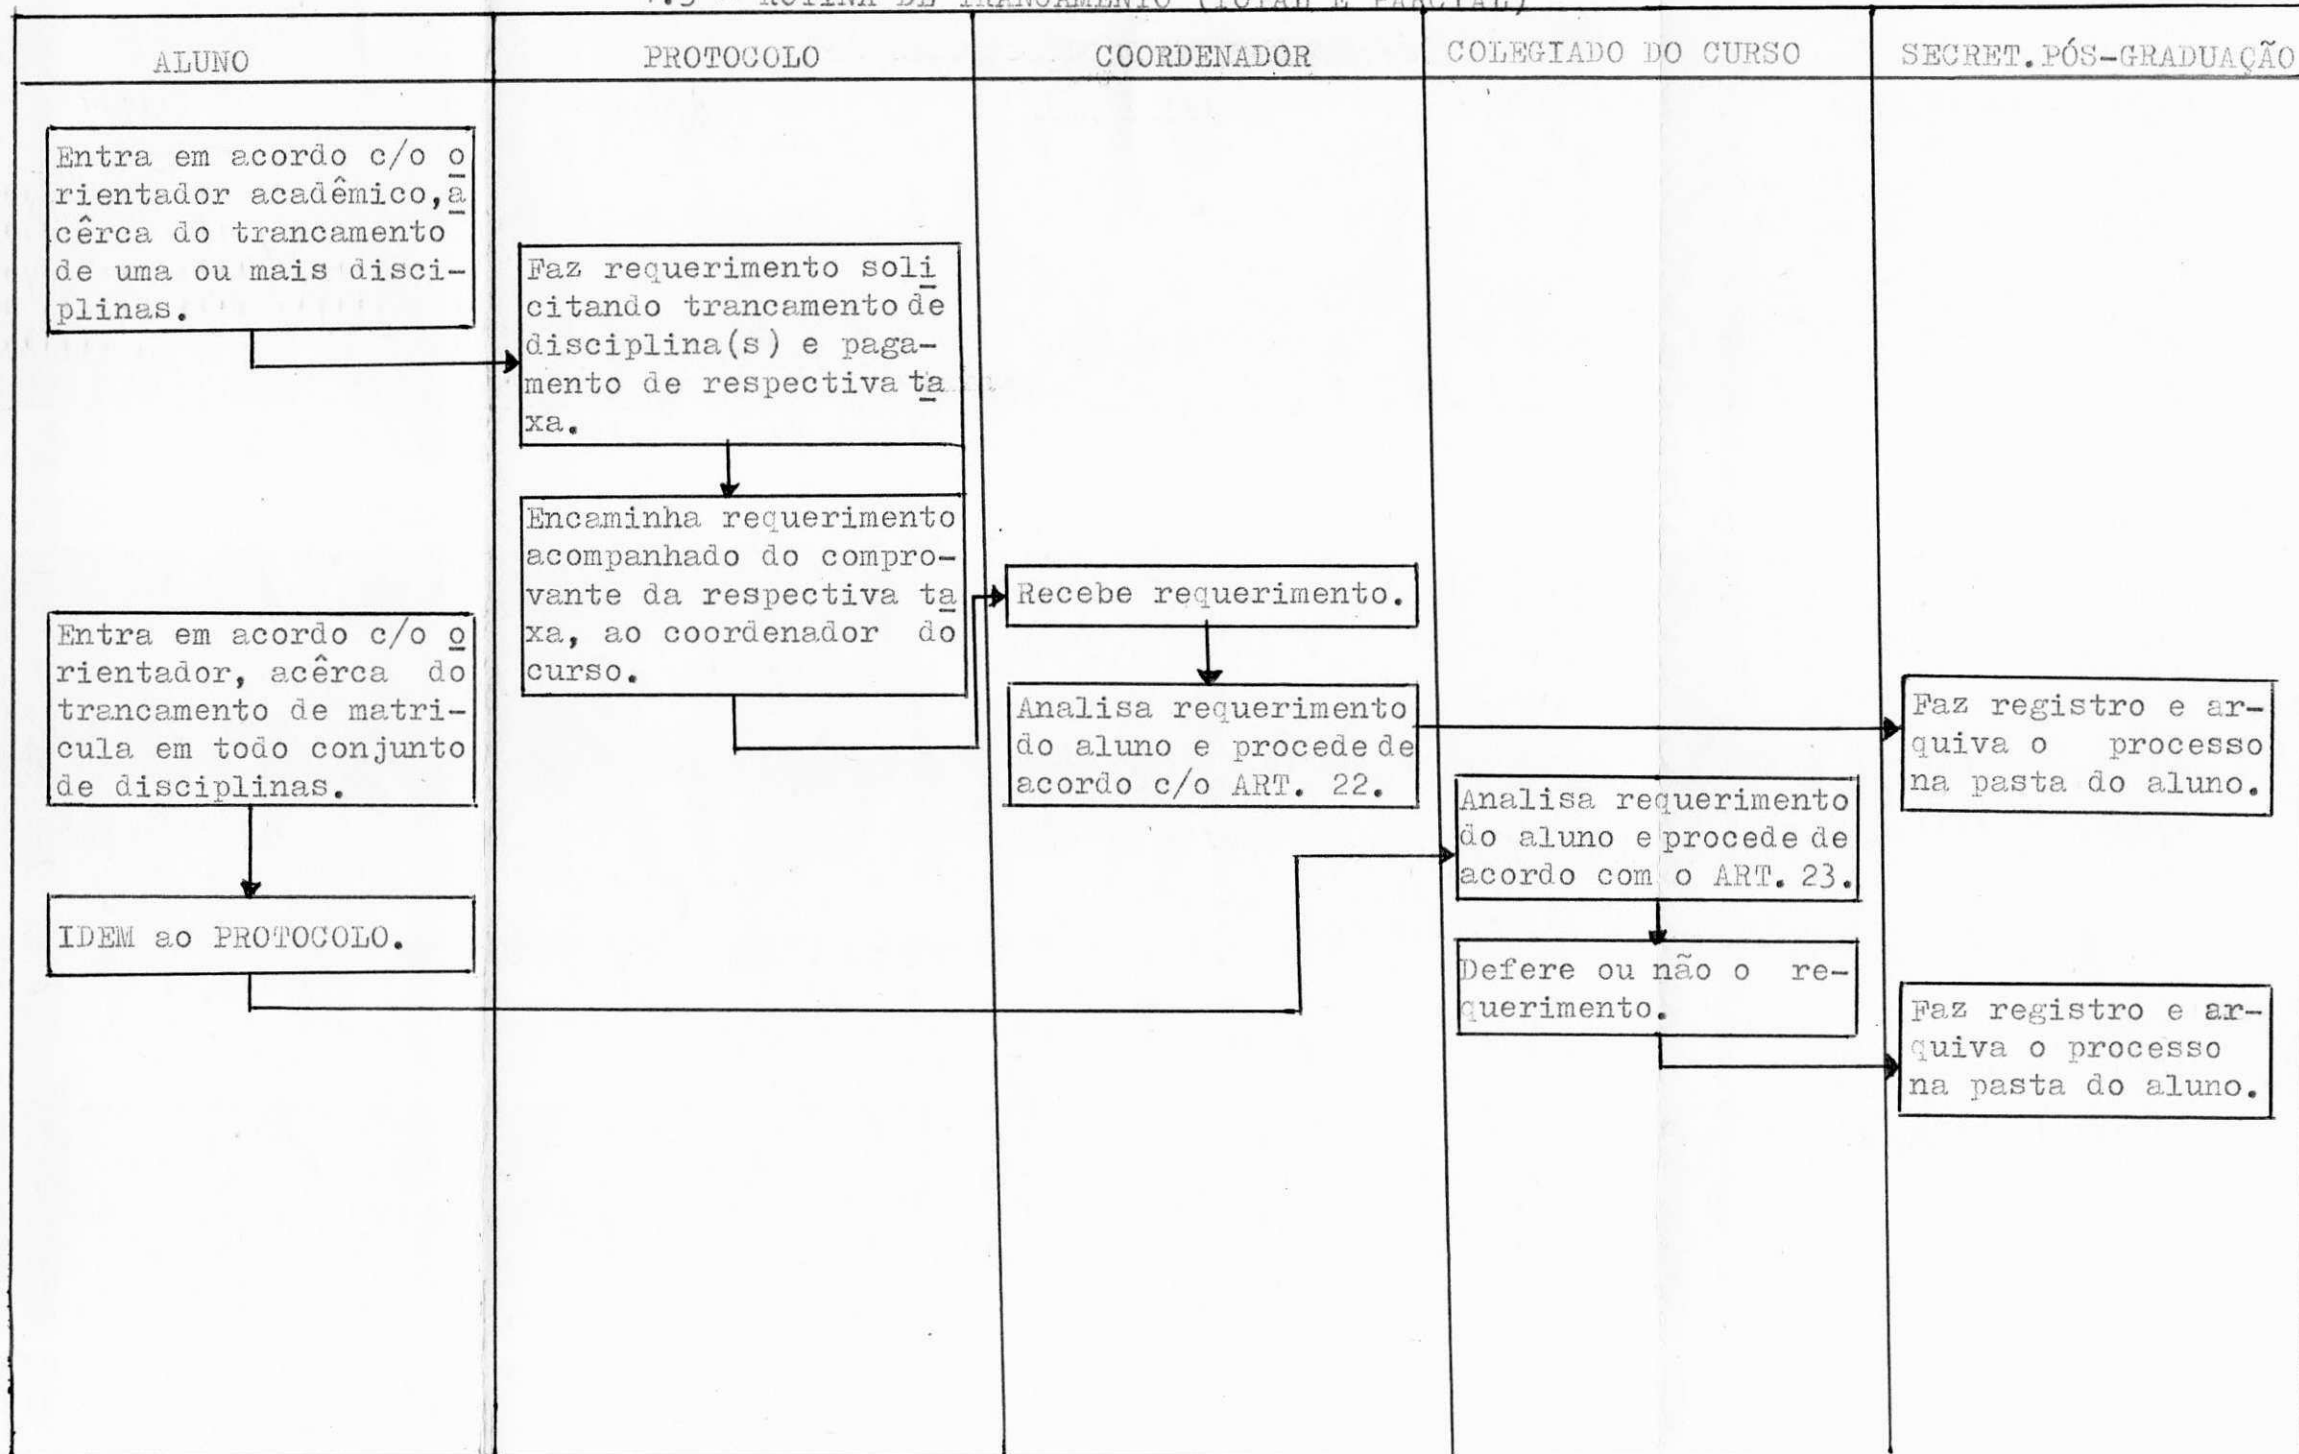 ROTINA DE TRANCAMENTO (TOTAL E PARCIAL)
ALUNO
PROTOCOLO
COORDENADOR
COLEGIADO DO CURSO
SECRET.PÓS-GRADUAÇÃO
Entra em acordo c/o o
rientador acadêmico,a
cêrca do trancamento
de uma ou mais disci-
plinas.
Faz requerimento soli
citando trancamento de
disciplina(s) e paga-
mento de respectiva ta
xa.
Encaminha requerimento
acompanhado do compro-
vante da respectiva ta
xa, ao coordenador do
curso.
Recebe requerimento.
Analisa requerimento
do aluno e procede de
acordo c/o ART. 22.
Faz registro e ar-
quiva o processo
na pasta do aluno.
Entra em acordo c/o o
rientador, acêrca do
trancamento de matri-
cula em todo conjunto
de disciplinas.
IDEM ao PROTOCOLO.
Analisa requerimento
do aluno e procede de
acordo com o ART. 23.
Defere ou não o re-
querimento.
Faz registro e ar-
quiva o processo
na pasta do aluno.